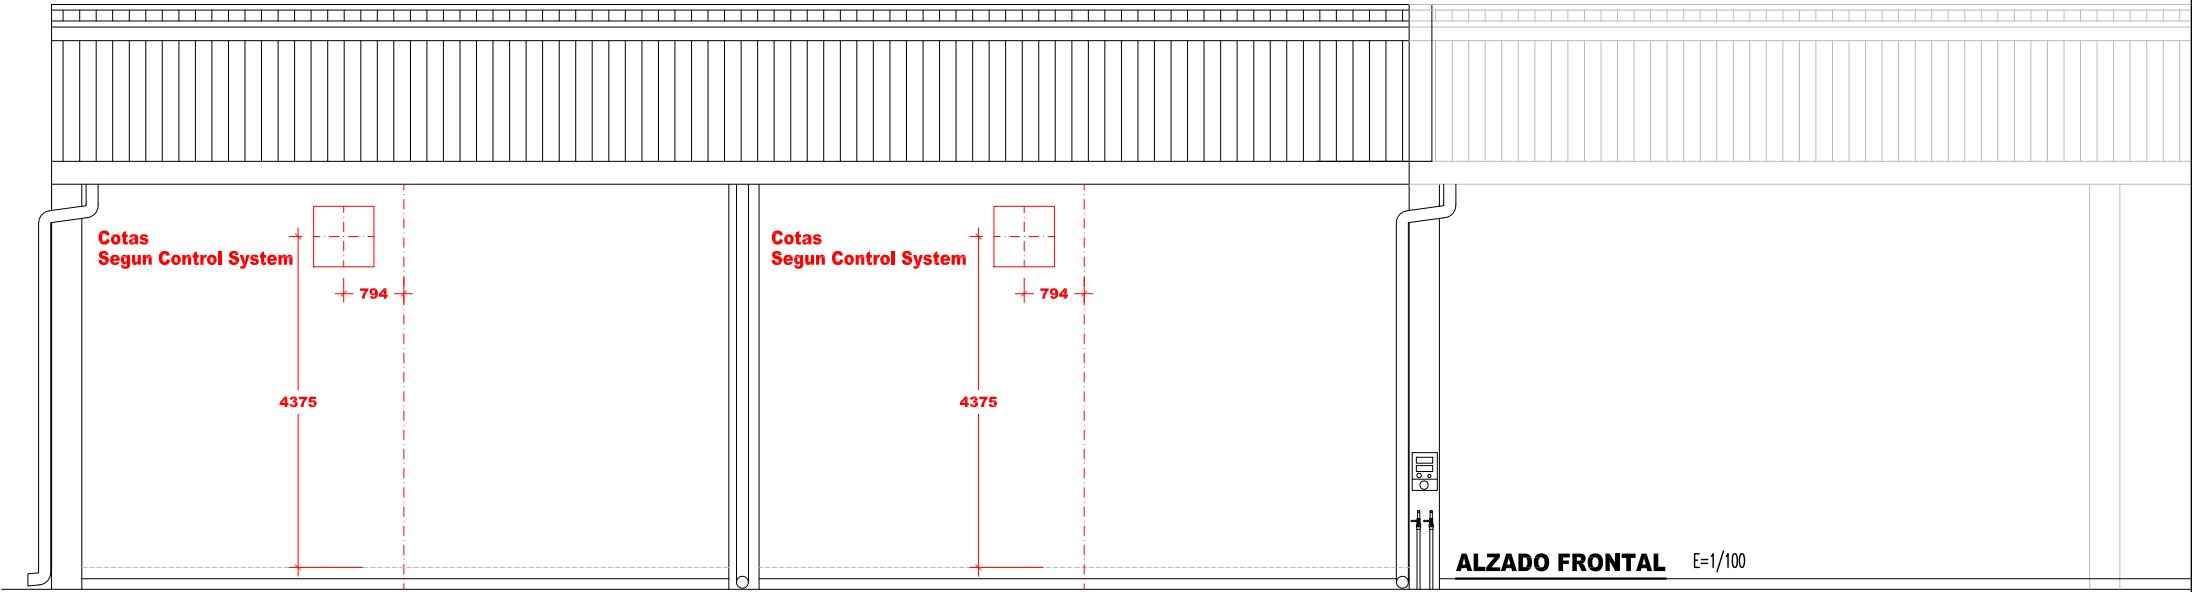 Cotas
Segun Control System
794
4375
Cotas
Segun Control System
794
4375
ALZADO FRONTAL E=1/100